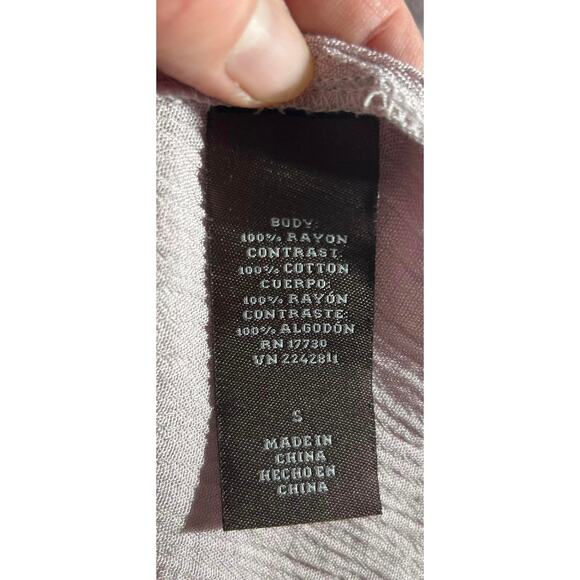 BODY:
100% RAYON
CONTRAST:
100% COTTON
CUERPO:
100% RAYÓN
CONTRASTE:
100% ALGODÓN
RN 17730
VN 2242811
S
MADE IN
CHINA
HECHO EN
CHINA